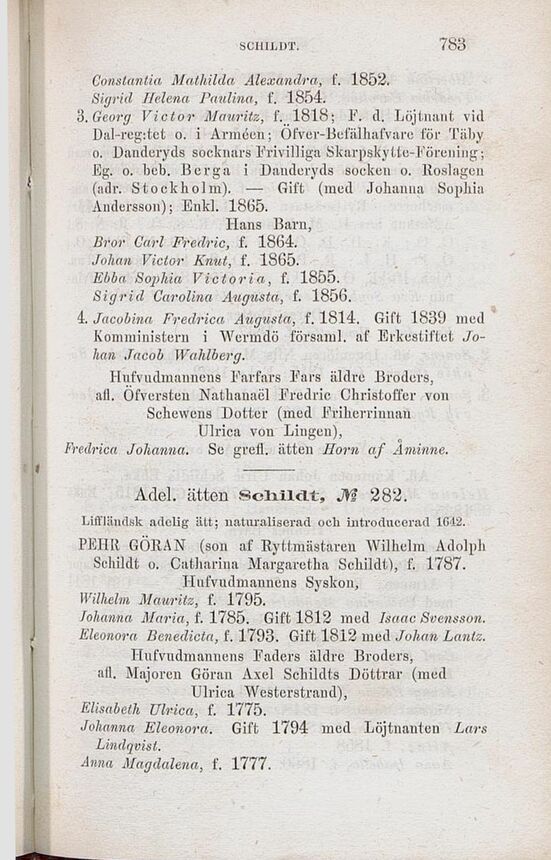 SCHILDT. 783
Constantia Mathilda Alexandra, f. 1852.
Sigrid Helena Paulina, f. 1854.
3. Georg Victor Mauritz, f. 1818; F. d. Löjtnant vid
Dal-reg:tet o. i Arméen; Öfver-Befälhafvare för Täby
o. Danderyds socknars Frivilliga Skarpskytte-Förening;
Eg. o. beb. Berga i Danderyds socken o. Roslagen
(adr. Stockholm). — Gift (med Johanna Sophia
Andersson); Enkl. 1865.
Hans Barn,
Bror Carl Fredric, f. 1864.
Johan Victor Knut, f. 1865.
Ebba Sophia Victoria, f. 1855.
Sigrid Carolina Augusta, f. 1856.
4. Jacobina Fredrica Augusta, f. 1814. Gift 1839 med
Komministern i Wermdö församl. af Erkestiftet Jo-
han Jacob Wahlberg.
Hufvudmannens Farfars Fars äldre Broders,
afl. Öfversten Nathanaël Fredric Christoffer von
Schewens Dotter (med Friherrinnan
Ulrica von Lingen),
Fredrica Johanna. Se grefl. ätten Horn af Åminne.
Adel. ätten Schildt, № 282.
Liffländsk adelig ätt; naturaliserad och introducerad 1642.
PEHR GÖRAN (son af Ryttmästaren Wilhelm Adolph
Schildt o. Catharina Margaretha Schildt), f. 1787.
Hufvudmannens Syskon,
Wilhelm Mauritz, f. 1795.
Johanna Maria, f. 1785. Gift 1812 med Isaac Svensson.
Eleonora Benedicta, f. 1793. Gift 1812 med Johan Lantz.
Hufvudmannens Faders äldre Broders,
afl. Majoren Göran Axel Schildts Döttrar (med
Ulrica Westerstrand),
Elisabeth Ulrica, f. 1775.
Johanna Eleonora. Gift 1794 med Löjtnanten Lars
Lindqvist.
Anna Magdalena, f. 1777.